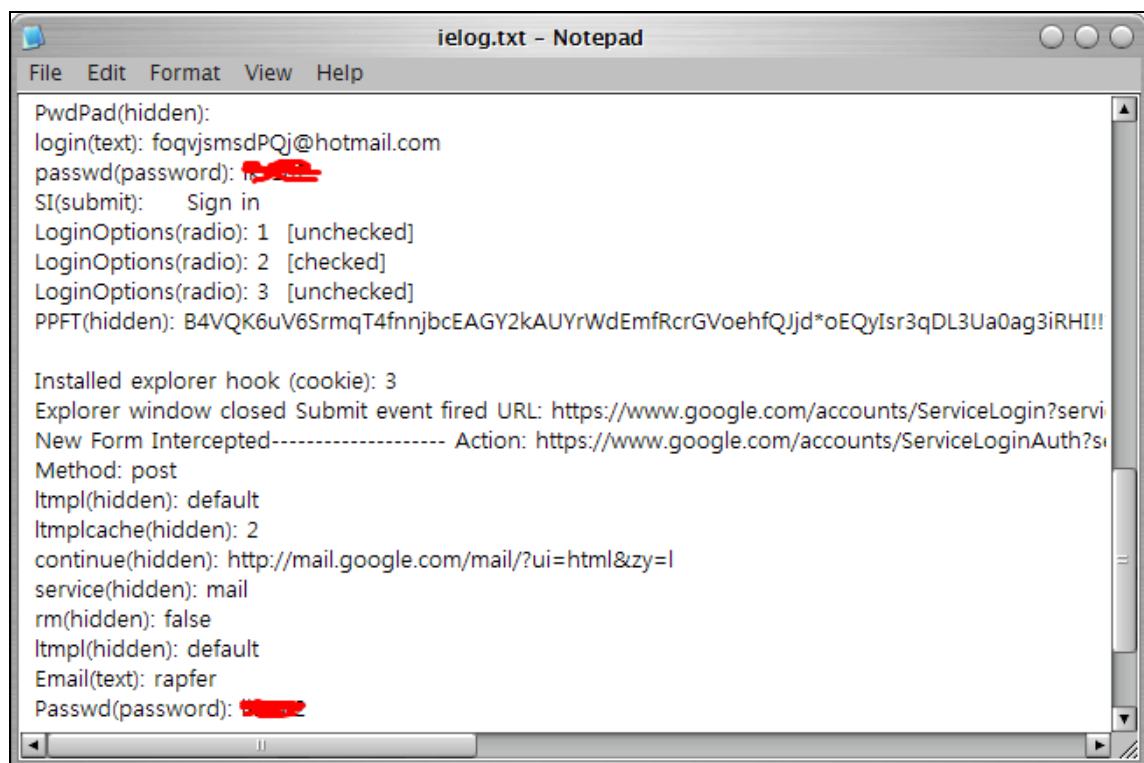 ielog.txt – Notepad
File Edit Format View Help
PwdPad(hidden):
login(text): foqvjsmsdPQj@hotmail.com
passwd(password):
SI(submit): Sign in
LoginOptions(radio): 1 [unchecked]
LoginOptions(radio): 2 [checked]
LoginOptions(radio): 3 [unchecked]
PPFT(hidden): B4VQK6uV6SrmqT4fnnjbcEAGY2kAUYrWdEmfRcrGVoehfQJjd*oEQyIsr3qDL3Ua0ag3iRHI!!
Installed explorer hook (cookie): 3
Explorer window closed Submit event fired URL: https://www.google.com/accounts/ServiceLogin?servi
New Form Intercepted-------------------- Action: https://www.google.com/accounts/ServiceLoginAuth?s
Method: post
ltmpl(hidden): default
ltmplcache(hidden): 2
continue(hidden): http://mail.google.com/mail/?ui=html&zy=l
service(hidden): mail
rm(hidden): false
ltmpl(hidden): default
Email(text): rapfer
Passwd(password):